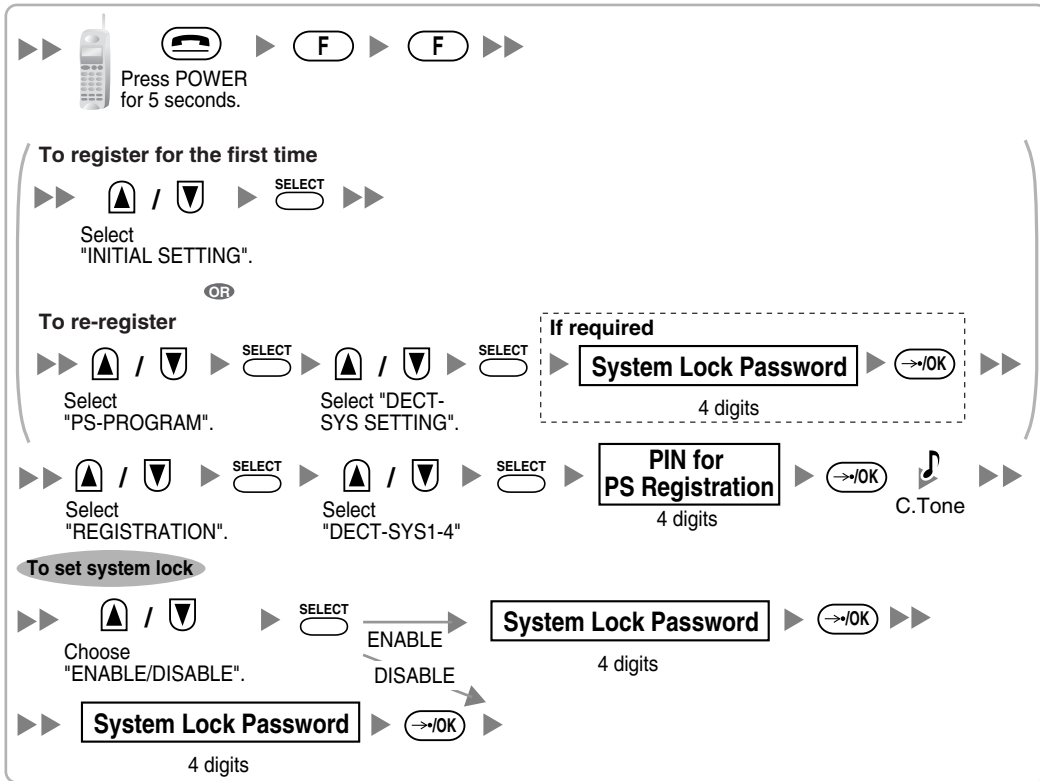 F F
Press POWER
for 5 seconds.
To register for the first time
/ SELECT
Select
"INITIAL SETTING".
OR
To re-register
If required
/ SELECT / SELECT System Lock Password →•/OK
Select
"PS-PROGRAM".
Select "DECT-
SYS SETTING".
4 digits
/ SELECT / SELECT PIN for
PS Registration
→•/OK
Select
"REGISTRATION".
Select
"DECT-SYS1-4"
4 digits
C.Tone
To set system lock
/ SELECT ENABLE System Lock Password →•/OK
Choose
"ENABLE/DISABLE".
DISABLE
4 digits
System Lock Password →•/OK
4 digits